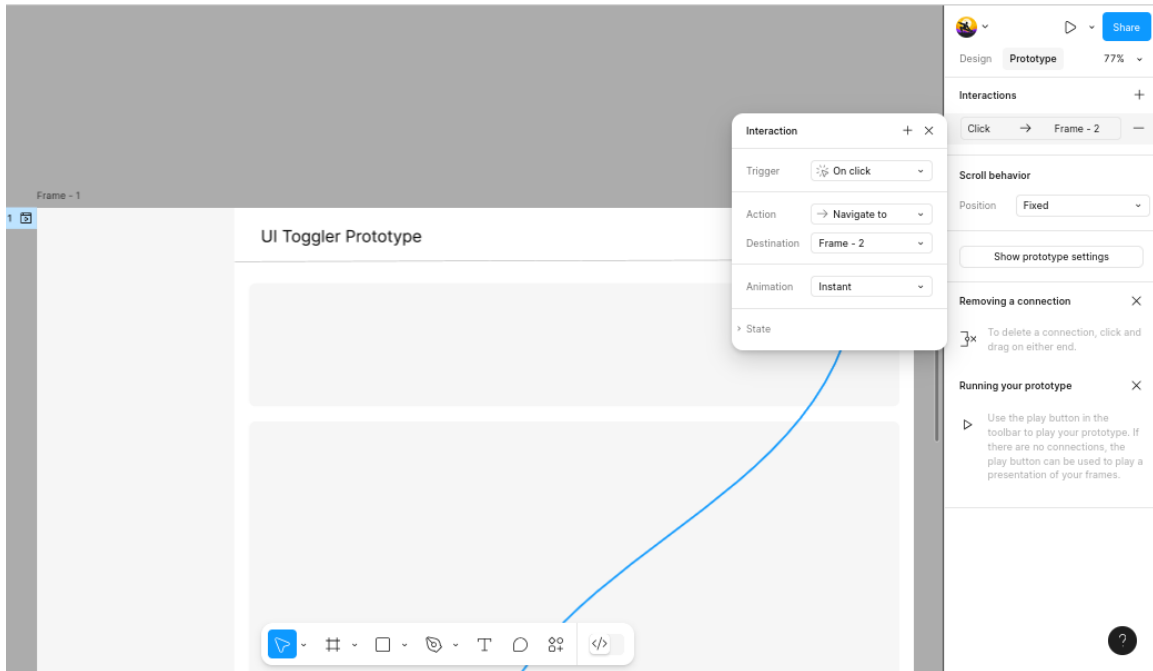 Share
Design Prototype 77%
Interactions
Click → Frame - 2
Interaction
Trigger On click
Scroll behavior
Frame - 1
Position Fixed
Action → Navigate to
1
UI Toggler Prototype
Destination Frame - 2
Show prototype settings
Animation Instant
Removing a connection
State
To delete a connection, click and
drag on either end.
Running your prototype
Use the play button in the
toolbar to play your prototype. If
there are no connections, the
play button can be used to play a
presentation of your frames.
T </>
?